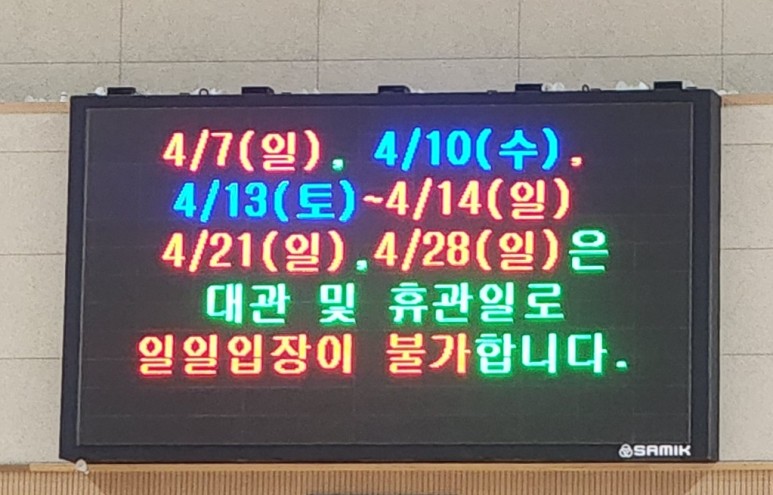 4/7(일), 4/10(수),
4/13(토)~4/14(일)
4/21(일),4/28(일)은
대관 및 휴관일로
일일입장이 불가합니다.
SAMIK